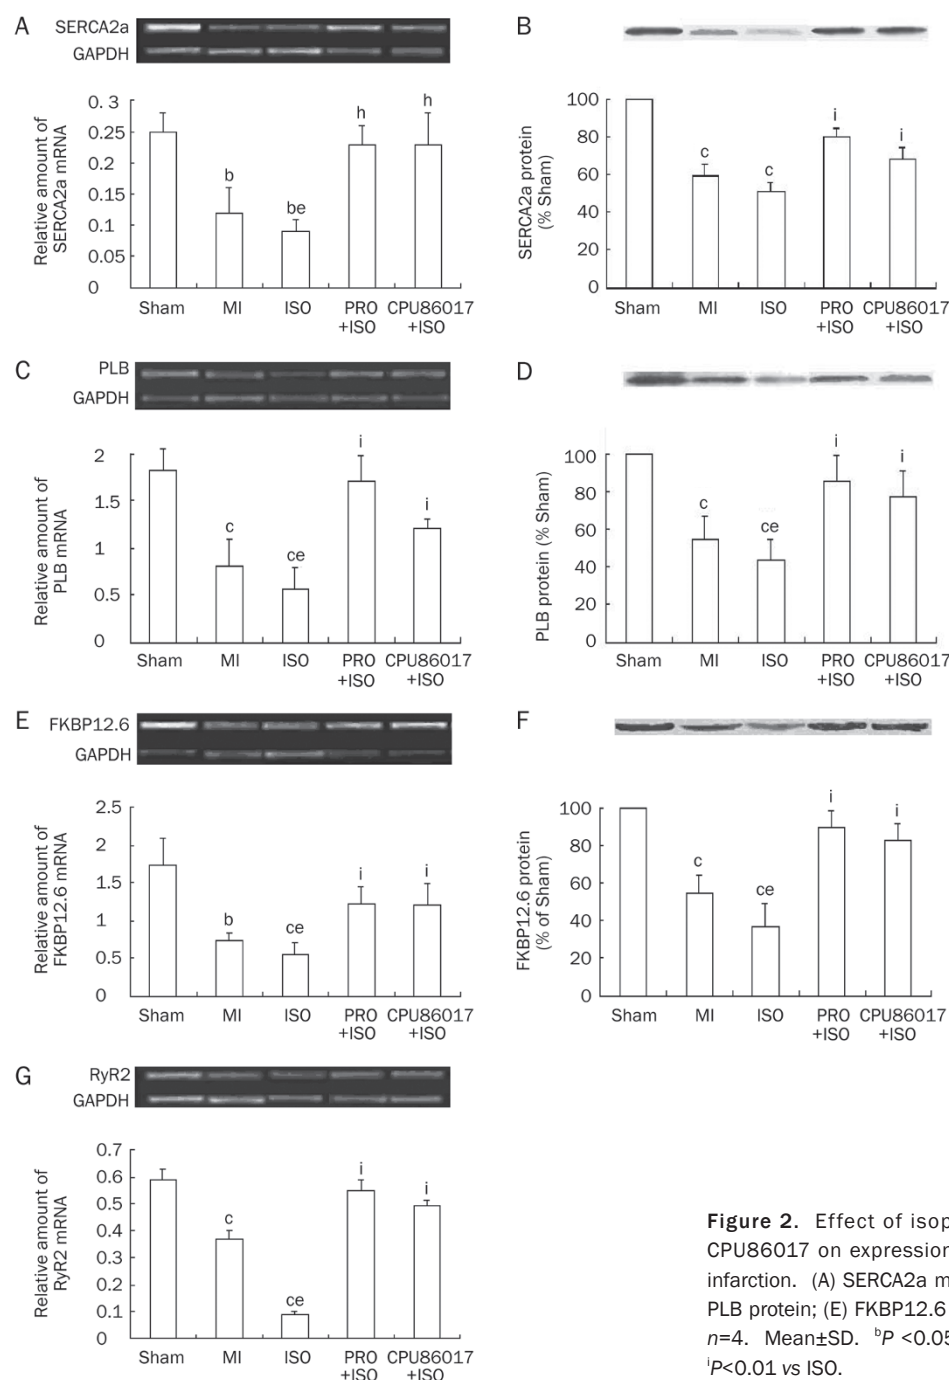 A
SERCA2a
GAPDH
Relative amount of
SERCA2a mRNA
0.3
0.25
0.2
0.15
0.1
0.05
0
b
be
h
h
Sham MI ISO PRO +ISO CPU86017 +ISO
B
SERCA2a protein
(% Sham)
100
80
60
40
20
0
c
c
i
i
Sham MI ISO PRO +ISO CPU86017 +ISO
C
PLB
GAPDH
Relative amount of
PLB mRNA
2
1.5
1
0.5
0
c
ce
i
i
Sham MI ISO PRO +ISO CPU86017 +ISO
D
PLB protein (% Sham)
100
80
60
40
20
0
c
ce
i
i
Sham MI ISO PRO +ISO CPU86017 +ISO
E
FKBP12.6
GAPDH
Relative amount of
FKBP12.6 mRNA
2.5
2
1.5
1
0.5
0
b
ce
i
i
Sham MI ISO PRO +ISO CPU86017 +ISO
F
FKBP12.6 protein
(% of Sham)
100
80
60
40
20
0
c
ce
i
i
Sham MI ISO PRO +ISO CPU86017 +ISO
G
RyR2
GAPDH
Relative amount of
RyR2 mRNA
0.7
0.6
0.5
0.4
0.3
0.2
0.1
0
c
ce
i
i
Sham MI ISO PRO +ISO CPU86017 +ISO
Figure 2. Effect of isop
CPU86017 on expression
infarction. (A) SERCA2a m
PLB protein; (E) FKBP12.6
n=4. Mean±SD. ᵇP <0.05
ⁱP<0.01 vs ISO.